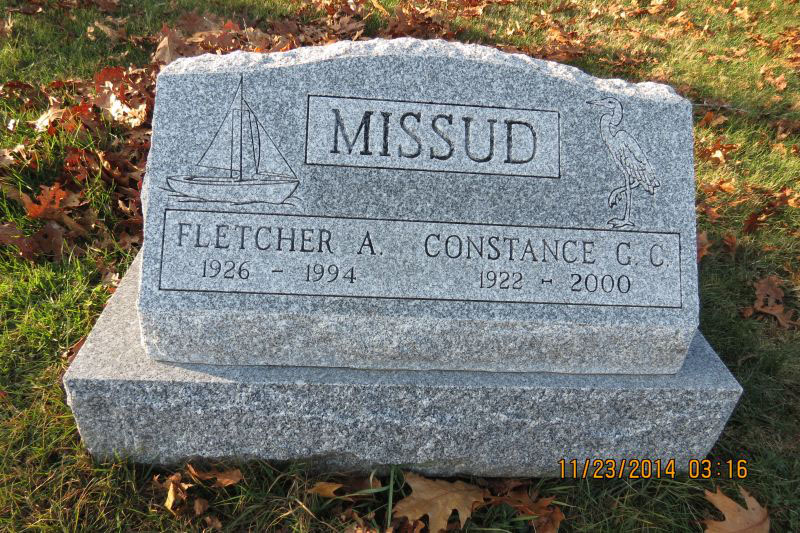 MISSUD
FLETCHER A. CONSTANCE G. C.
1926 - 1994 1922 - 2000
11/23/2014 03:16